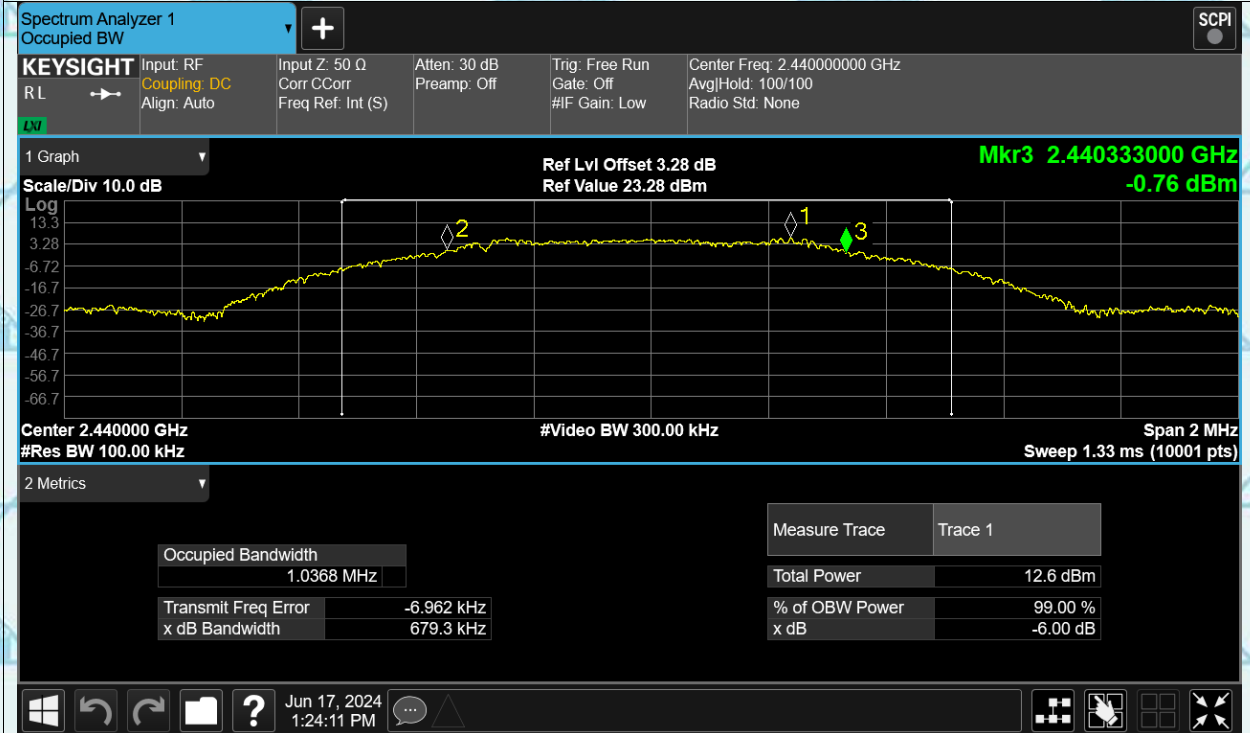 Spectrum Analyzer 1
Occupied BW
SCPI
KEYSIGHT
R L
LXI
Input: RF
Coupling: DC
Align: Auto
Input Z: 50 Ω
Corr CCorr
Freq Ref: Int (S)
Atten: 30 dB
Preamp: Off
Trig: Free Run
Gate: Off
#IF Gain: Low
Center Freq: 2.440000000 GHz
Avg|Hold: 100/100
Radio Std: None
1 Graph
Scale/Div 10.0 dB
Ref Lvl Offset 3.28 dB
Ref Value 23.28 dBm
Mkr3 2.440333000 GHz
-0.76 dBm
Log
13.3
3.28
-6.72
-16.7
-26.7
-36.7
-46.7
-56.7
-66.7
2
1
3
Center 2.440000 GHz
#Res BW 100.00 kHz
#Video BW 300.00 kHz
Span 2 MHz
Sweep 1.33 ms (10001 pts)
2 Metrics
Occupied Bandwidth
1.0368 MHz
Transmit Freq Error -6.962 kHz
x dB Bandwidth 679.3 kHz
Measure Trace Trace 1
Total Power 12.6 dBm
% of OBW Power 99.00 %
x dB -6.00 dB
?
Jun 17, 2024
1:24:11 PM